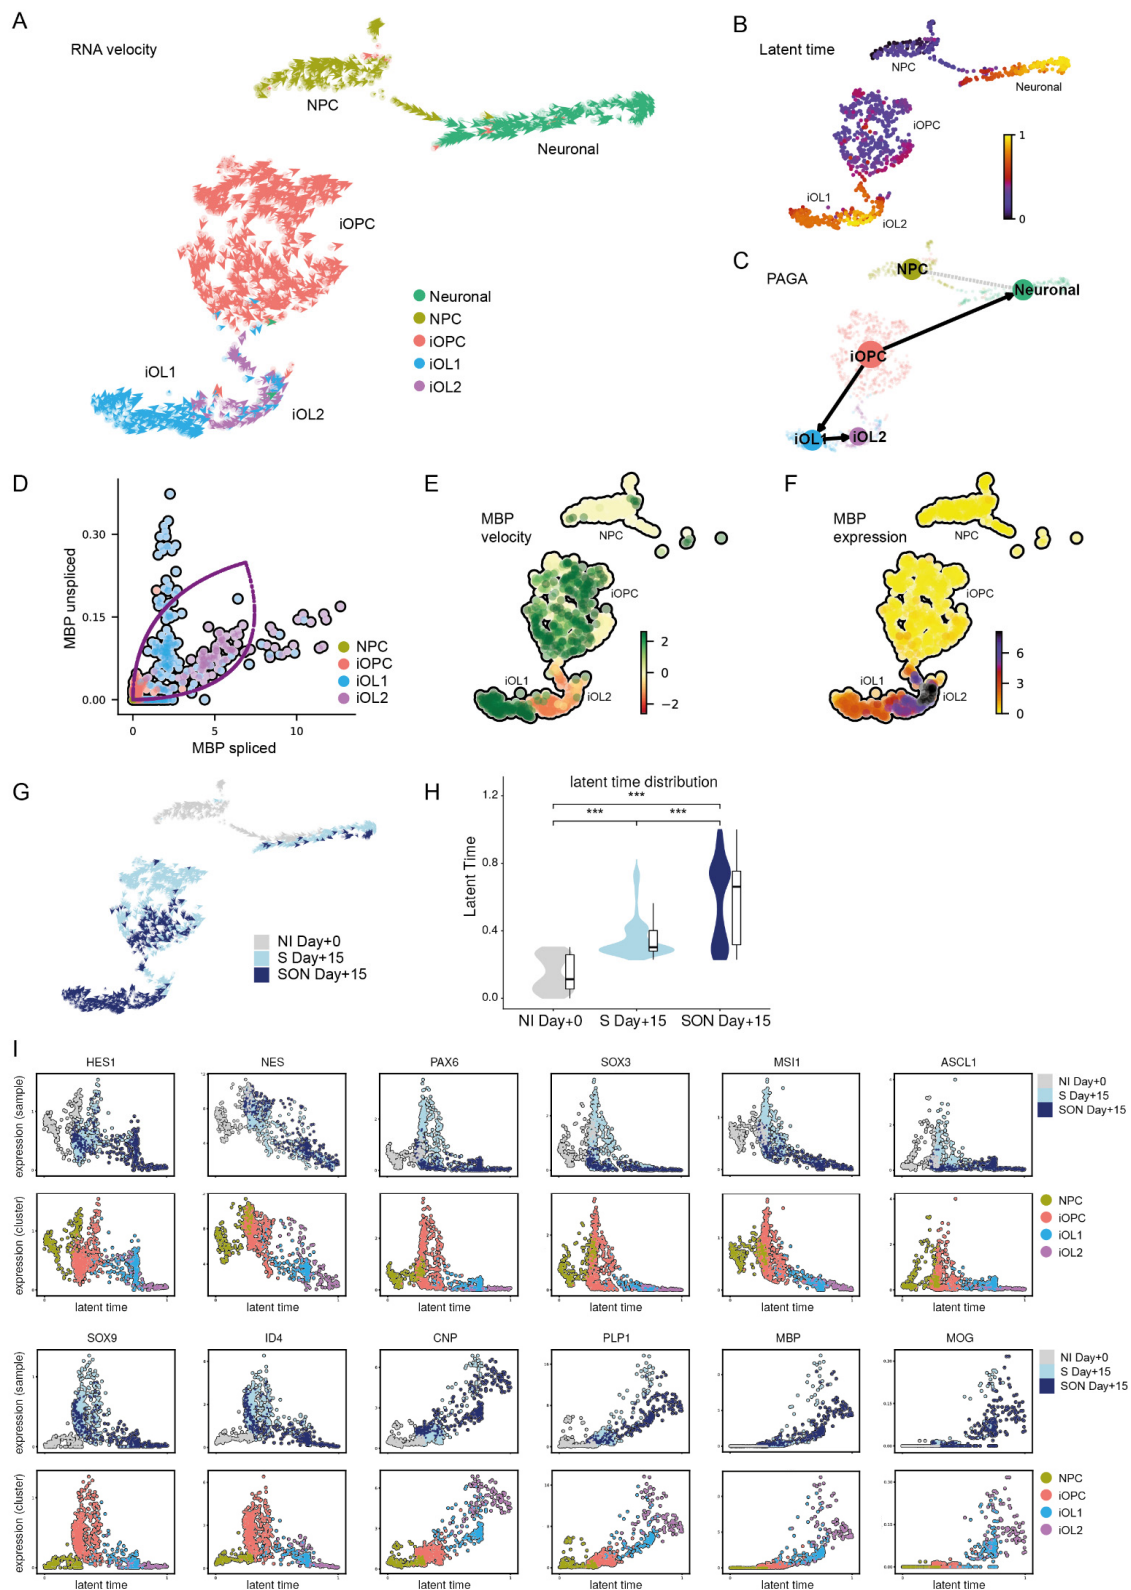 A
RNA velocity
NPC
Neuronal
iOPC
iOL1
iOL2
Neuronal
NPC
iOPC
iOL1
iOL2
B
Latent time
NPC
Neuronal
iOPC
iOL1
iOL2
1
0
C
PAGA
NPC
Neuronal
iOPC
iOL1
iOL2
D
MBP unspliced
0.30
0.15
0.00
0
5
10
MBP spliced
NPC
iOPC
iOL1
iOL2
E
MBP
velocity
NPC
iOPC
iOL1
iOL2
2
0
−2
F
MBP
expression
NPC
iOPC
iOL1
iOL2
6
3
0
G
NI Day+0
S Day+15
SON Day+15
H
latent time distribution
***
***
***
Latent Time
1.2
0.8
0.4
0.0
NI Day+0
S Day+15
SON Day+15
I
HES1
NES
PAX6
SOX3
MSI1
ASCL1
expression (sample)
NI Day+0
S Day+15
SON Day+15
expression (cluster)
NPC
iOPC
iOL1
iOL2
latent time
latent time
latent time
latent time
latent time
latent time
SOX9
ID4
CNP
PLP1
MBP
MOG
expression (sample)
NI Day+0
S Day+15
SON Day+15
expression (cluster)
NPC
iOPC
iOL1
iOL2
latent time
latent time
latent time
latent time
latent time
latent time